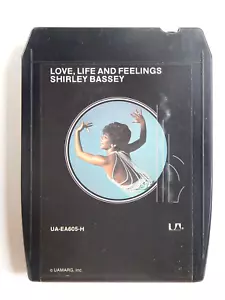 LOVE, LIFE AND FEELINGS
SHIRLEY BASSEY
UA-EA605-H
UA
© UAMARG, Inc.